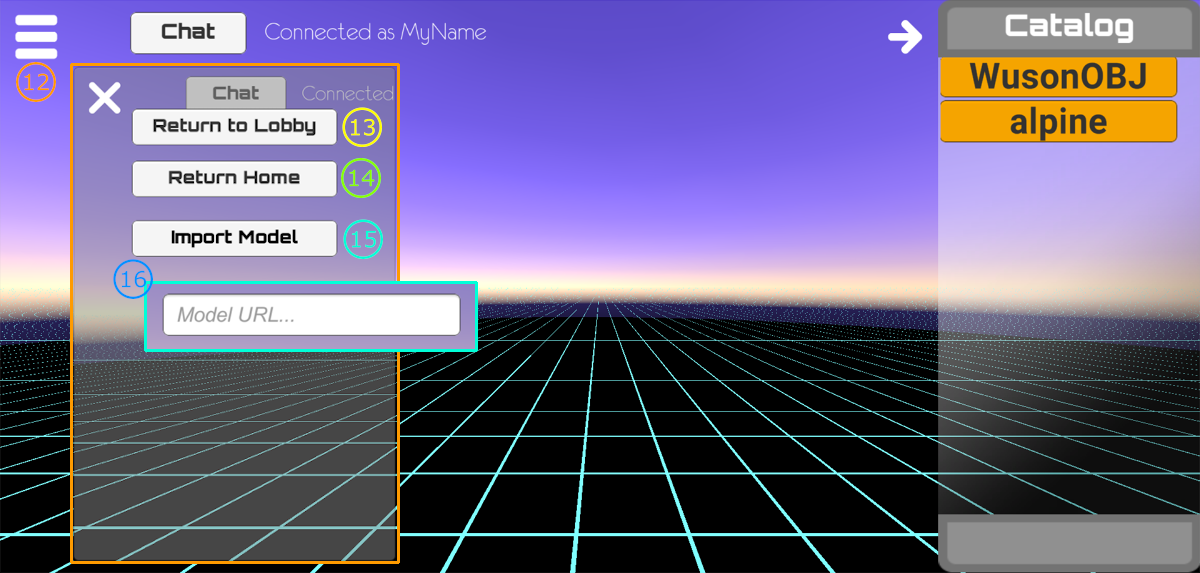 Chat Connected as MyName
Catalog
12
WusonOBJ
Chat Connected
alpine
Return to Lobby 13
Return Home 14
Import Model 15
16
Model URL...